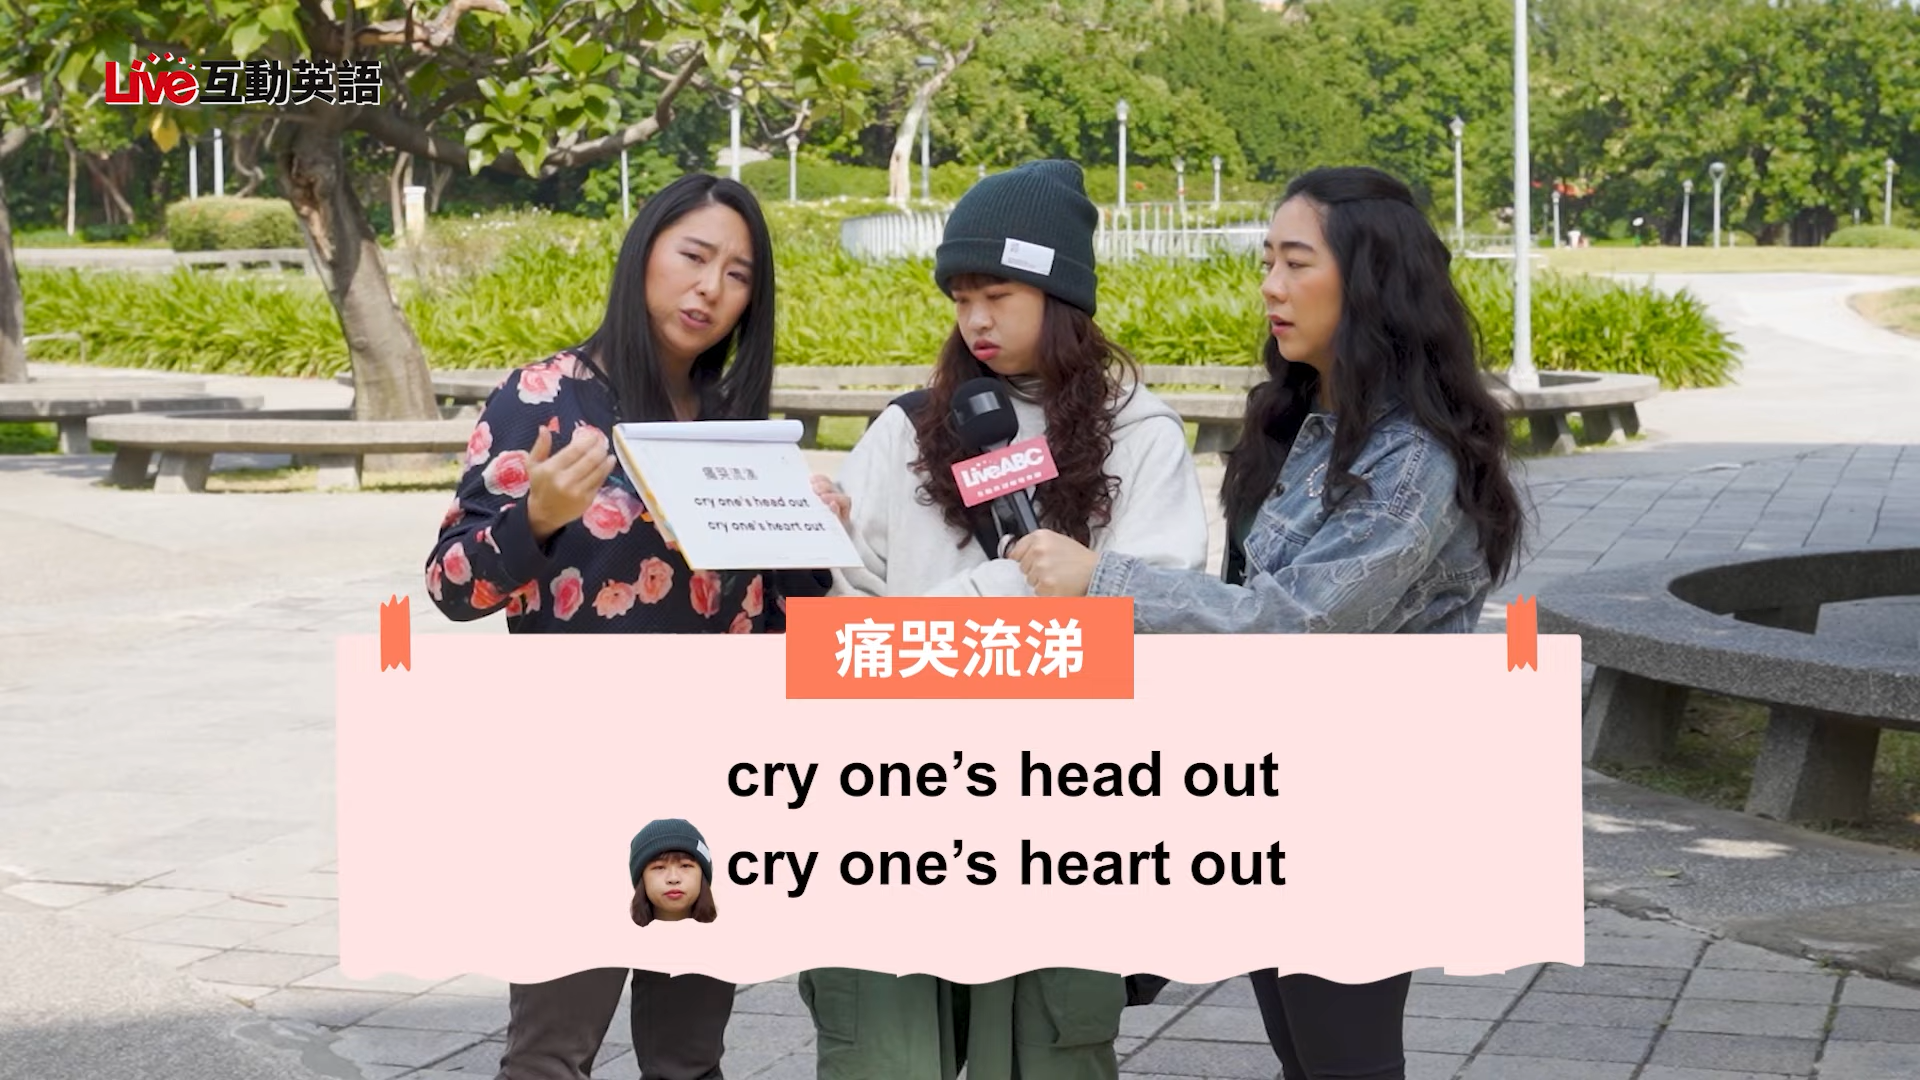 Live互動英語
痛哭流涕
cry one's head out
cry one's heart out
LiveABC
痛哭流涕
cry one’s head out
cry one’s heart out